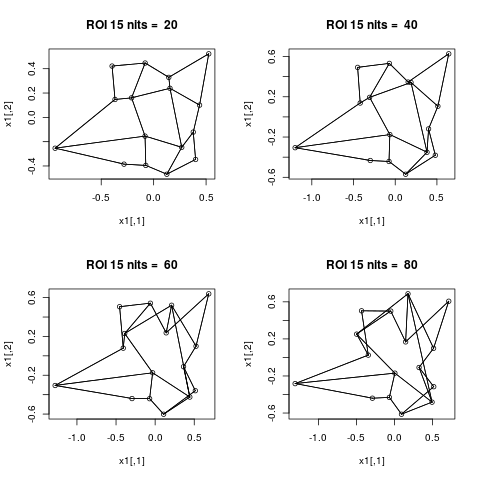 ROI 15 nits = 20
x1[,2]
-0.4 0.0 0.2 0.4
-0.5 0.0 0.5
x1[,1]
ROI 15 nits = 40
x1[,2]
-0.6 -0.2 0.2 0.6
-1.0 -0.5 0.0 0.5
x1[,1]
ROI 15 nits = 60
x1[,2]
-0.6 -0.2 0.2 0.6
-1.0 -0.5 0.0 0.5
x1[,1]
ROI 15 nits = 80
x1[,2]
-0.6 -0.2 0.2 0.6
-1.0 -0.5 0.0 0.5
x1[,1]